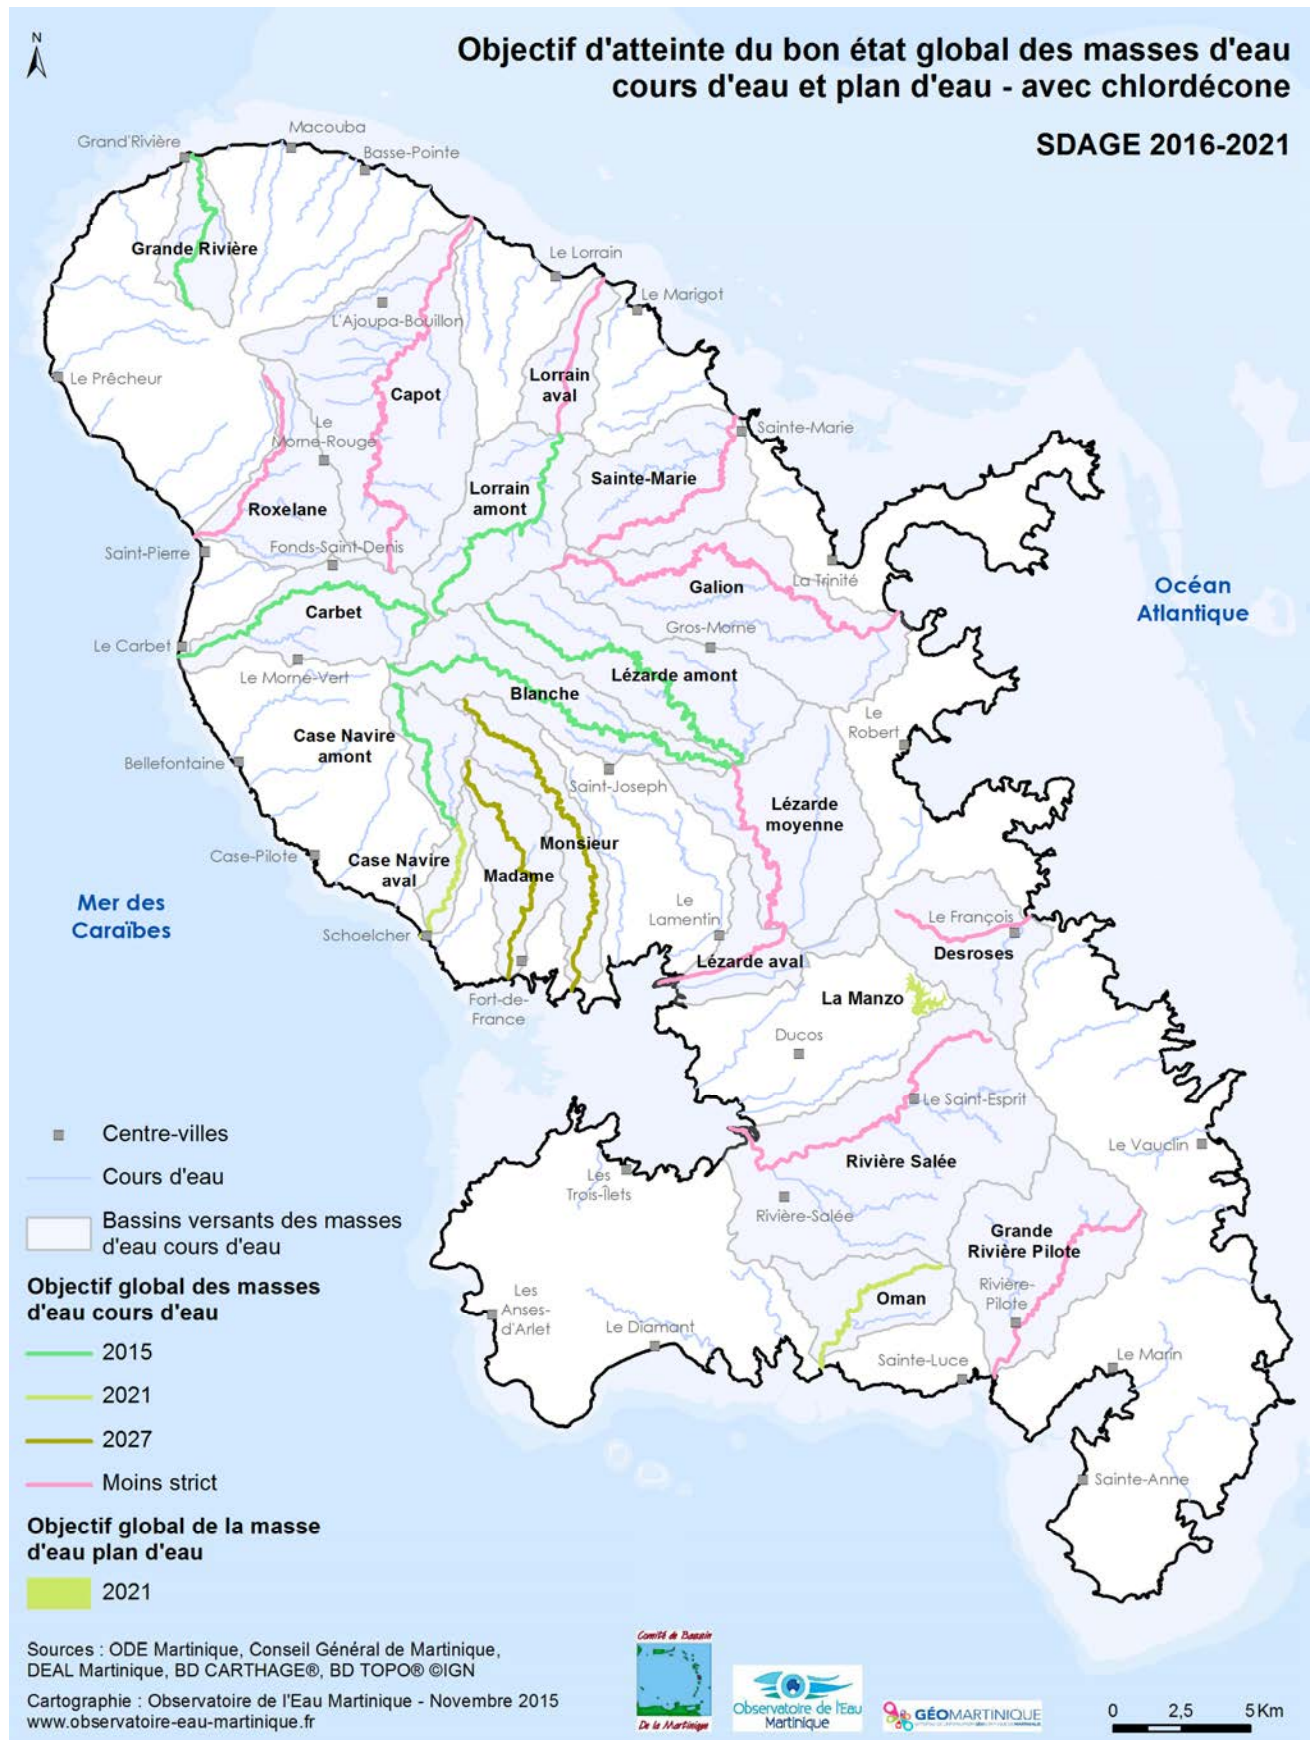 N
Objectif d'atteinte du bon état global des masses d'eau
cours d'eau et plan d'eau - avec chlordécone
SDAGE 2016-2021
Grand'Rivière
Macouba
Basse-Pointe
Grande Rivière
Le Lorrain
Le Marigot
L'Ajoupa-Bouillon
Le Prêcheur
Capot
Lorrain
aval
Le
Morne-Rouge
Sainte-Marie
Sainte-Marie
Lorrain
amont
Roxelane
Saint-Pierre
Fonds-Saint-Denis
La Trinité
Galion
Océan
Atlantique
Carbet
Gros-Morne
Le Carbet
Le Morne-Vert
Lézarde amont
Blanche
Le
Robert
Case Navire
amont
Bellefontaine
Saint-Joseph
Lézarde
moyenne
Monsieur
Case-Pilote
Case Navire
aval
Madame
Mer des
Caraïbes
Le
Lamentin
Le François
Schoelcher
Desroses
Lézarde aval
La Manzo
Fort-de-
France
Ducos
Le Saint-Esprit
Le Vauclin
Rivière Salée
Les
Trois-Îlets
Rivière-Salée
Grande
Rivière Pilote
Rivière-
Pilote
Oman
Les
Anses-
d'Arlet
Le Diamant
Sainte-Luce
Le Marin
Sainte-Anne
Centre-villes
Cours d'eau
Bassins versants des masses
d'eau cours d'eau
Objectif global des masses
d'eau cours d'eau
2015
2021
2027
Moins strict
Objectif global de la masse
d'eau plan d'eau
2021
Sources : ODE Martinique, Conseil Général de Martinique,
DEAL Martinique, BD CARTHAGE®, BD TOPO® ©IGN
Cartographie : Observatoire de l'Eau Martinique - Novembre 2015
www.observatoire-eau-martinique.fr
Comité de Bassin
De la Martinique
Observatoire de l'Eau
Martinique
GÉOMARTINIQUE
0 2,5 5 Km